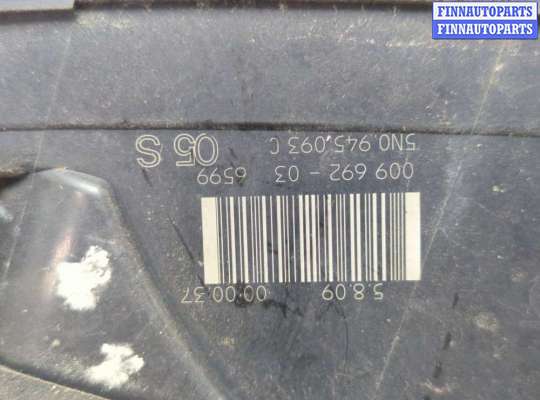 FINNAUTOPARTS
FINNAUTOPARTS
5.8.09 00:00.37
009 692 - 03 6599
5N0.945.093 C 05 S